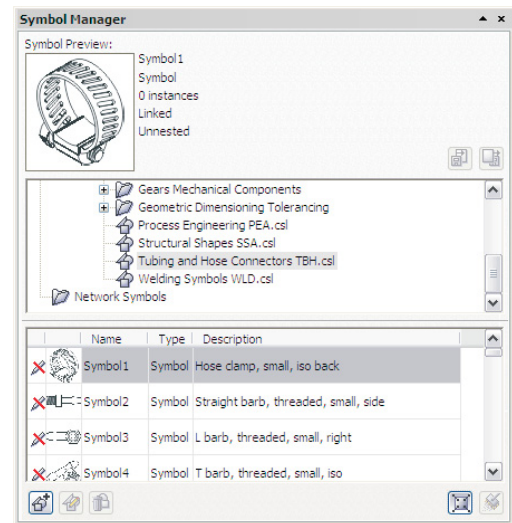 Symbol Manager
Symbol Preview:
Symbol1
Symbol
0 instances
Linked
Unnested
Gears Mechanical Components
Geometric Dimensioning Tolerancing
Process Engineering PEA.csl
Structural Shapes SSA.csl
Tubing and Hose Connectors TBH.csl
Welding Symbols WLD.csl
Network Symbols
Name Type Description
Symbol1 Symbol Hose clamp, small, iso back
Symbol2 Symbol Straight barb, threaded, small, side
Symbol3 Symbol L barb, threaded, small, right
Symbol4 Symbol T barb, threaded, small, iso